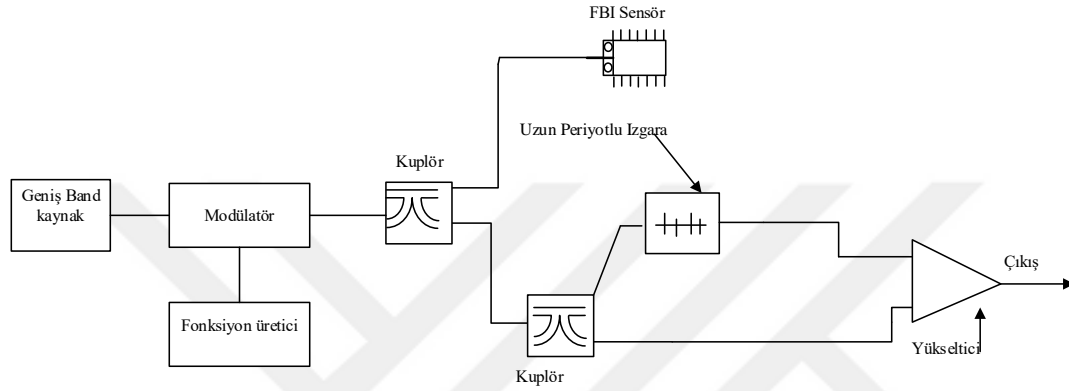 FBI Sensör
Uzun Periyotlu Izgara
Kuplör
Geniş Band
kaynak
Modülatör
Çıkış
Fonksiyon üretici
Yükseltici
Kuplör